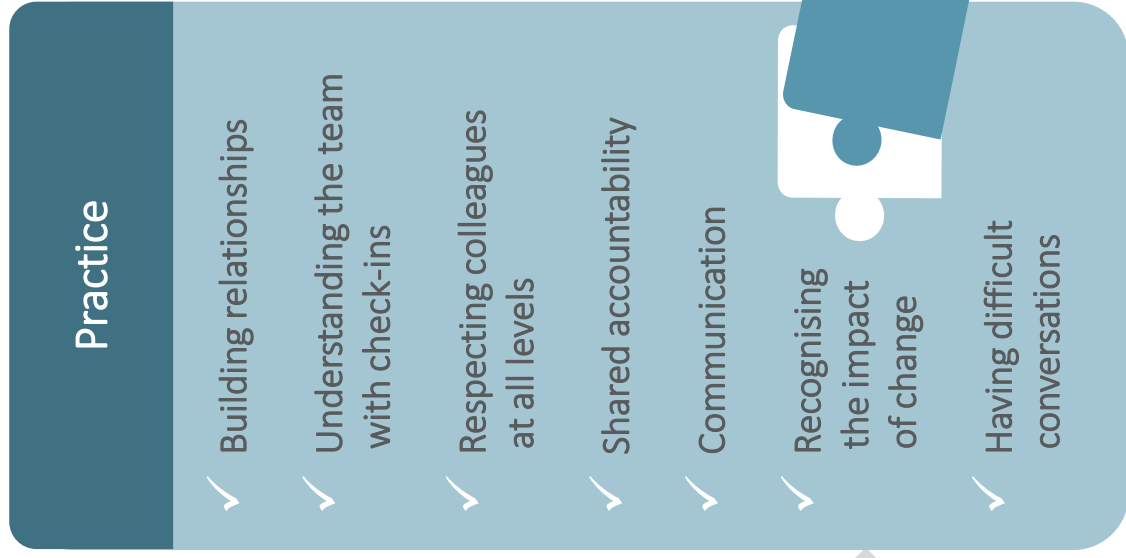 Practice
Building relationships
Understanding the team
with check-ins
Respecting colleagues
at all levels
Shared accountability
Communication
Recognising
the impact
of change
Having difficult
conversations